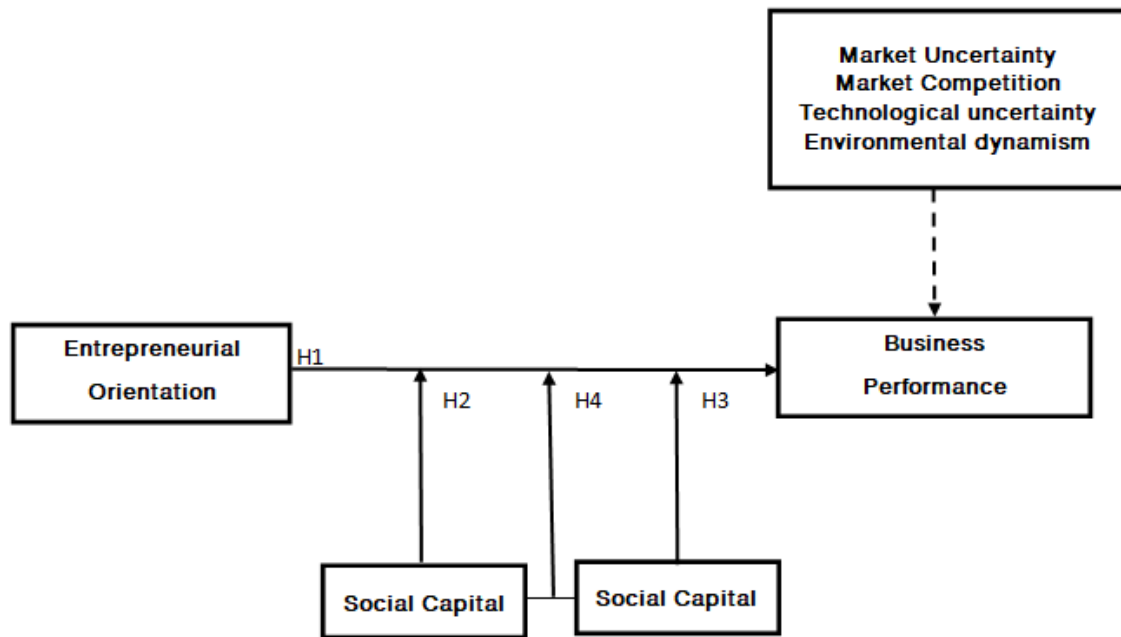 Market Uncertainty
Market Competition
Technological uncertainty
Environmental dynamism
Entrepreneurial
Orientation
H1
Business
Performance
H2
H4
H3
Social Capital
Social Capital